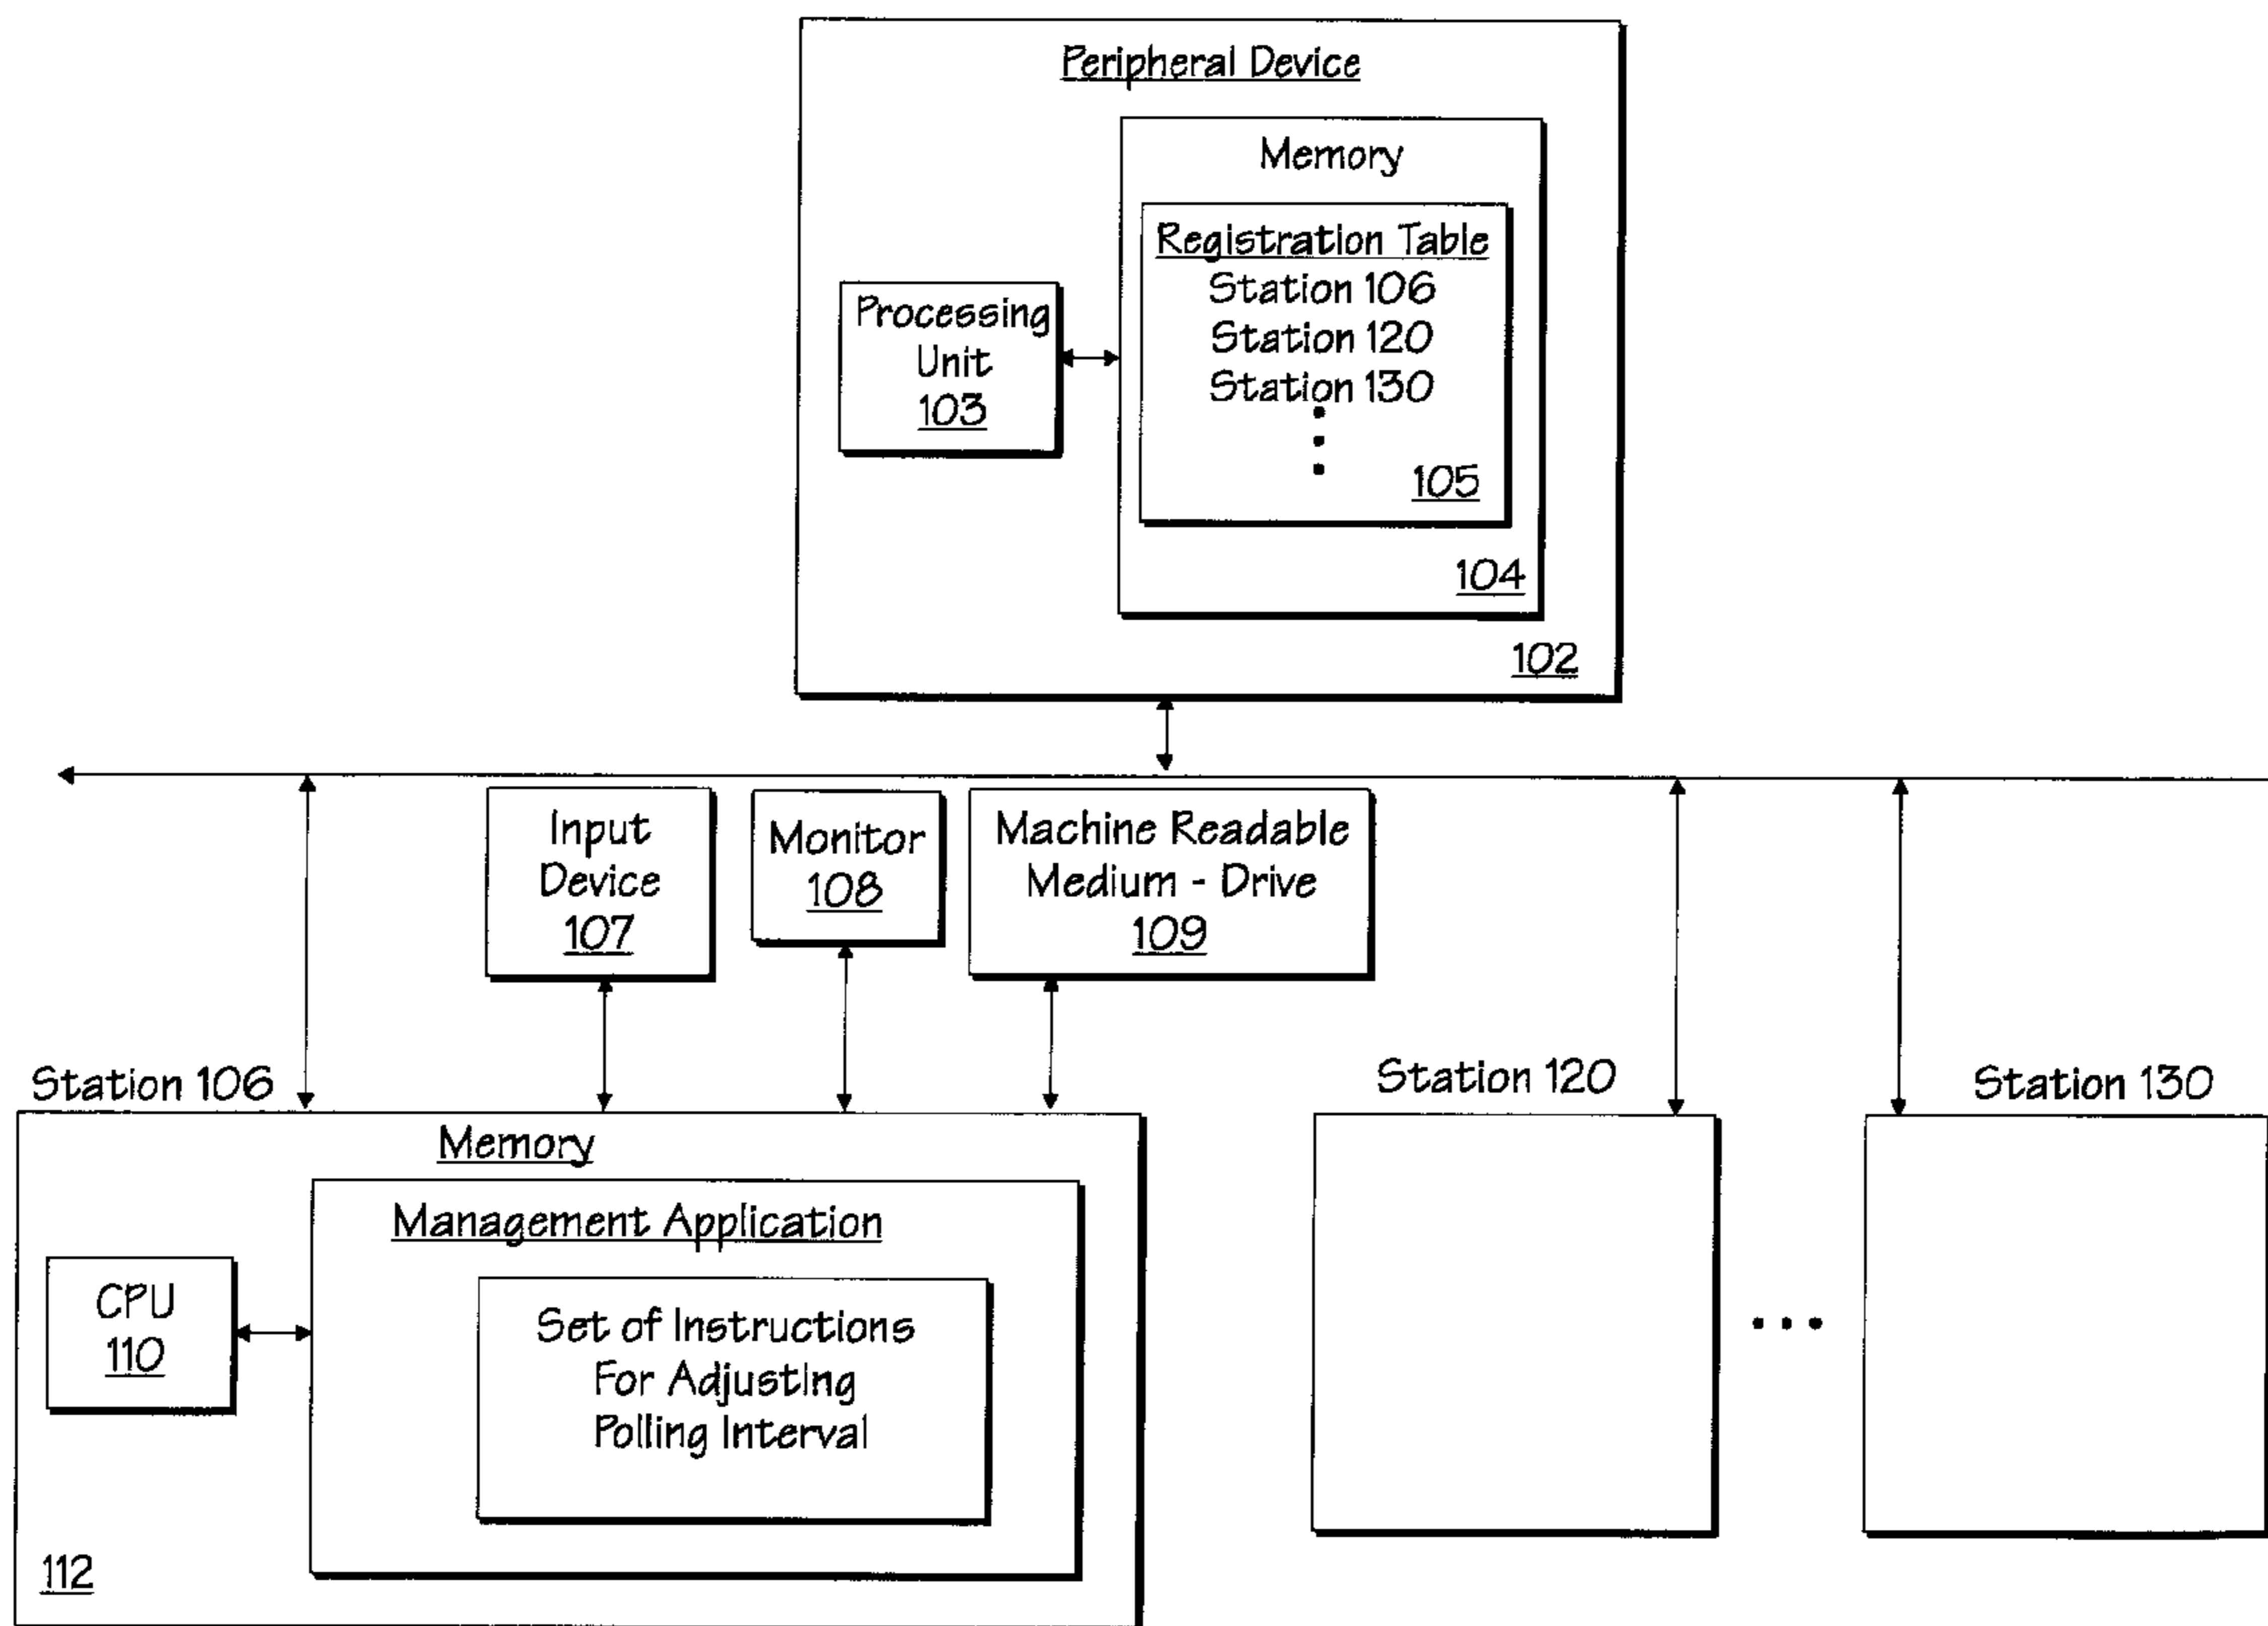 Peripheral Device
Memory
Registration Table
Station 106
Station 120
Station 130
105
104
Processing
Unit
103
102
Input
Device
107
Monitor
108
Machine Readable
Medium - Drive
109
Station 106
Memory
Management Application
Set of Instructions
For Adjusting
Polling Interval
CPU
110
112
Station 120
Station 130